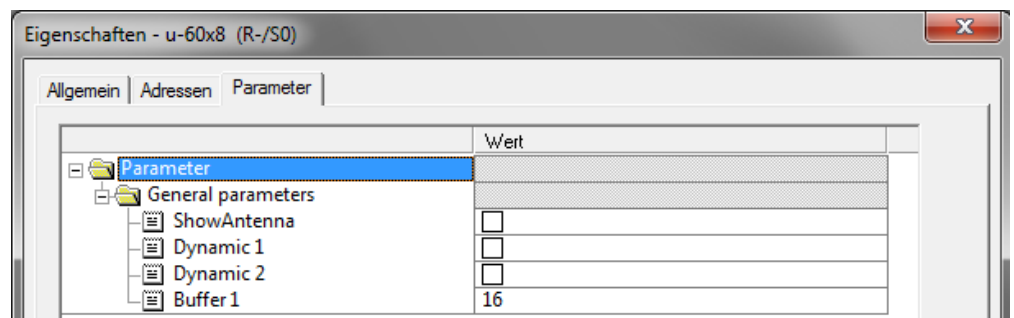 Eigenschaften - u-60x8 (R-/S0)
Allgemein Adressen Parameter
Wert
Parameter
General parameters
ShowAntenna
Dynamic 1
Dynamic 2
Buffer 1 16